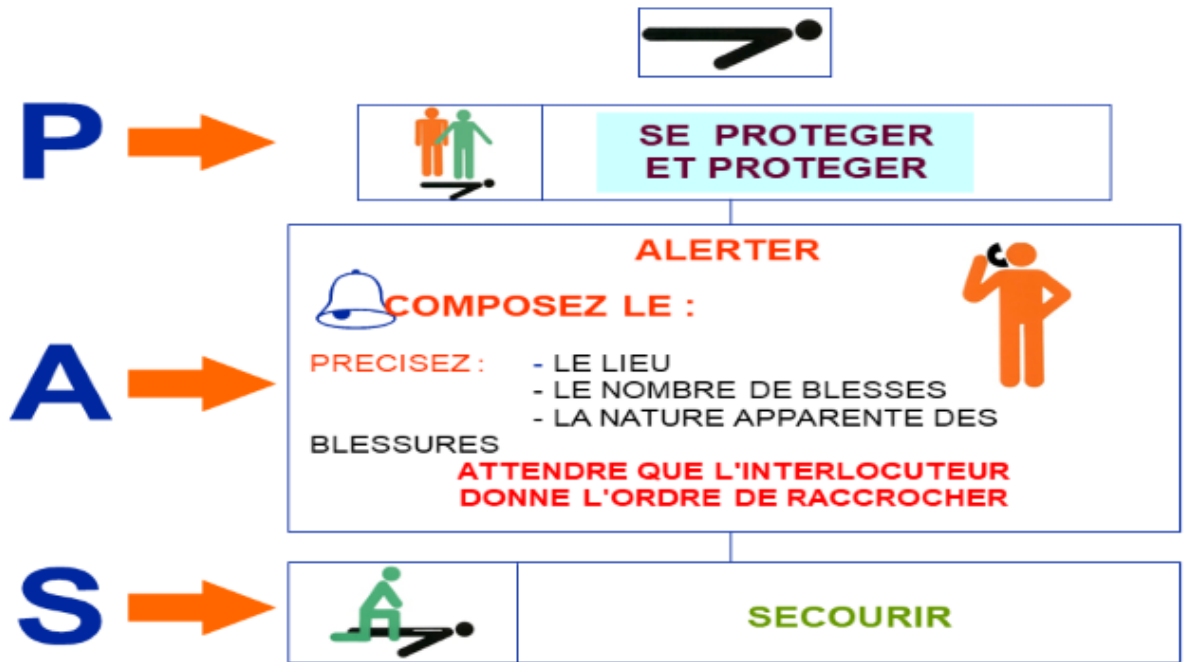 P
SE PROTEGER
ET PROTEGER
A
ALERTER
COMPOSEZ LE :
PRECISEZ : - LE LIEU
- LE NOMBRE DE BLESSES
- LA NATURE APPARENTE DES
BLESSURES
ATTENDRE QUE L'INTERLOCUTEUR
DONNE L'ORDRE DE RACCROCHER
S
SECOURIR